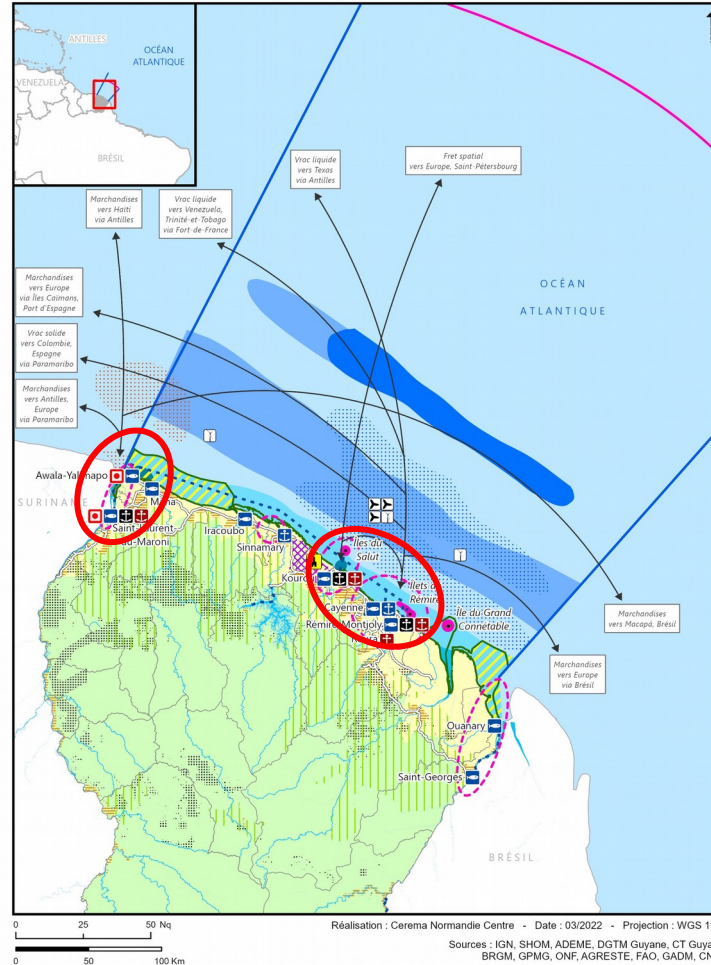 ANTILLES
OCÉAN
ATLANTIQUE
VENEZUELA
BRÉSIL
Vrac liquide
vers Texas
via Antilles
Fret spatial
vers Europe, Saint-Pétersbourg
Marchandises
vers Haïti
via Antilles
Vrac liquide
vers Venezuela,
Trinité-et-Tobago
via Fort-de-France
Marchandises
vers Europe
via Îles Caïmans,
Port d'Espagne
OCÉAN
ATLANTIQUE
Vrac solide
vers Colombie,
Espagne
via Paramaribo
Marchandises
vers Antilles,
Europe
via Paramaribo
Awala-Yalimapo
Mana
SURINAME
Saint-Laurent
du-Maroni
Iracoubo
Sinnamary
Îles du
Salut
Kourou
Îlets de
Rémire
Cayenne
Rémire-Montjoly
Île du Grand
Connétable
Marchandises
vers Macapá, Brésil
Marchandises
vers Europe
via Brésil
Ouanary
Saint-Georges
BRÉSIL
0 25 50 Nq
0 50 100 Km
Réalisation : Cerema Normandie Centre - Date : 03/2022 - Projection : WGS
Sources : IGN, SHOM, ADEME, DGTM Guyane, CT
BRGM, GPMG, ONF, AGRESTE, FAO, GADM,